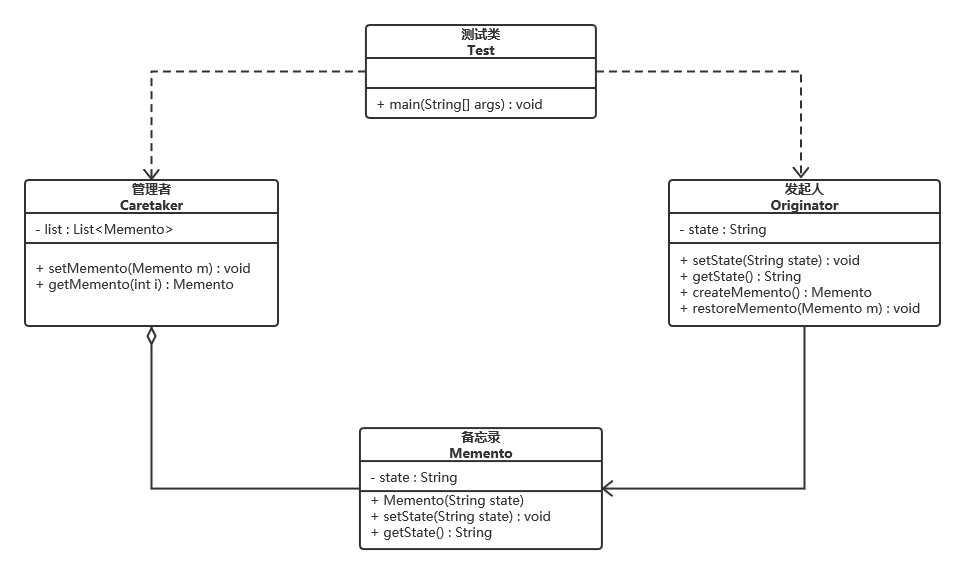 测试类
Test
+ main(String[] args) : void
管理者
Caretaker
- list : List<Memento>
+ setMemento(Memento m) : void
+ getMemento(int i) : Memento
发起人
Originator
- state : String
+ setState(String state) : void
+ getState() : String
+ createMemento() : Memento
+ restoreMemento(Memento m) : void
备忘录
Memento
- state : String
+ Memento(String state)
+ setState(String state) : void
+ getState() : String